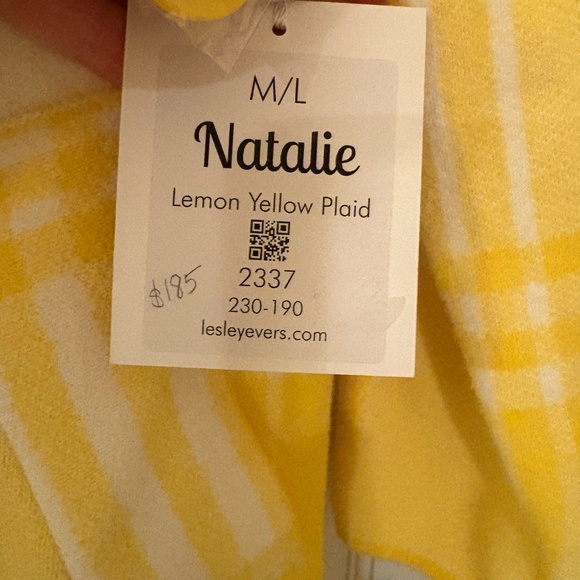 M/L
Natalie
Lemon Yellow Plaid
$185
2337
230-190
lesleyevers.com